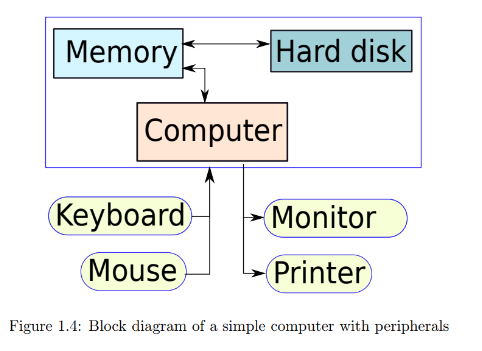 Memory
Hard disk
Computer
Keyboard
Monitor
Mouse
Printer
Figure 1.4: Block diagram of a simple computer with peripherals